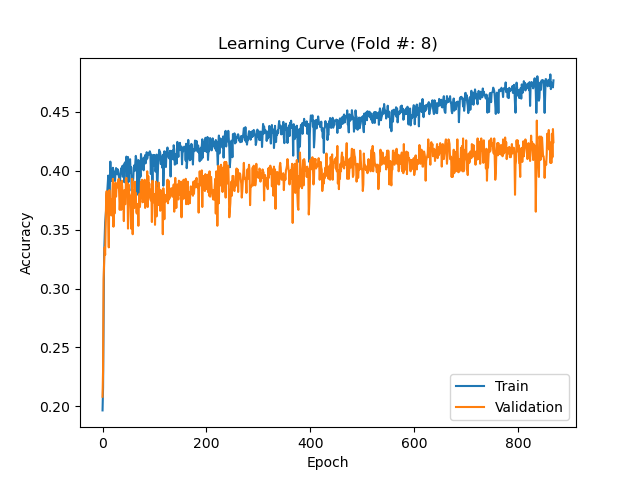 Learning Curve (Fold #: 8)
Accuracy
0.45
0.40
0.35
0.30
0.25
0.20
0 200 400 600 800
Epoch
Train
Validation